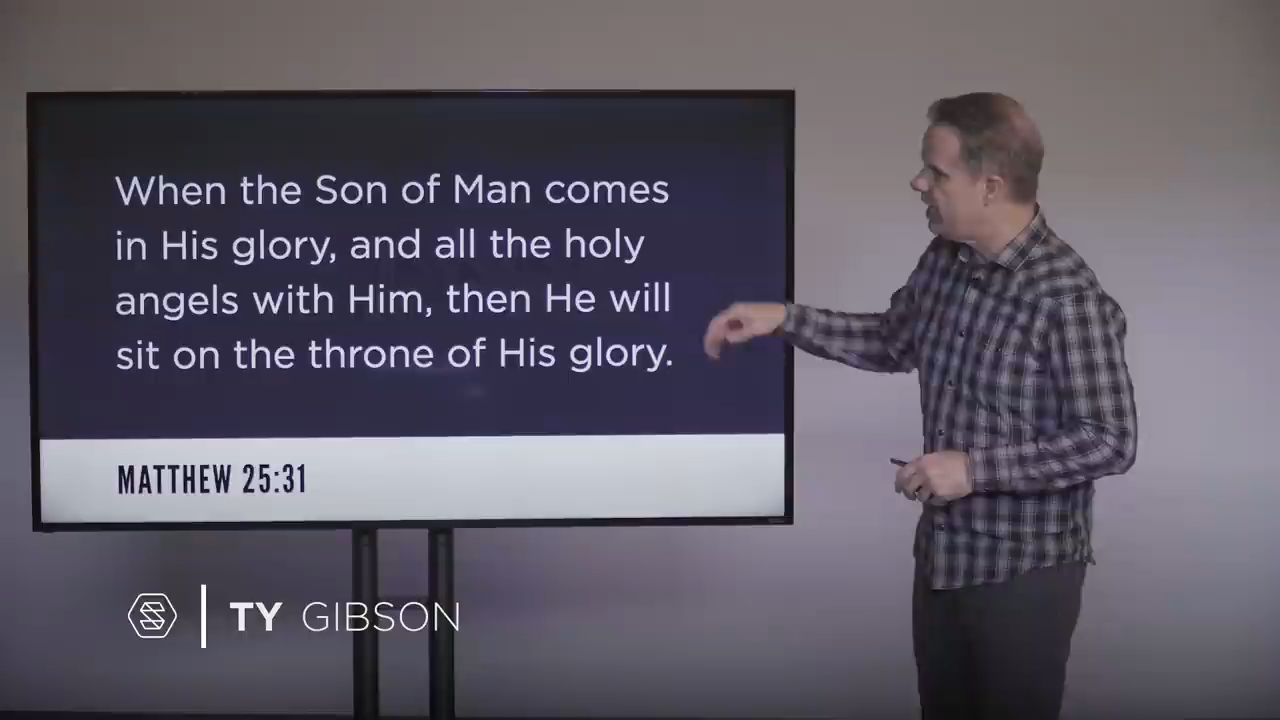 When the Son of Man comes
in His glory, and all the holy
angels with Him, then He will
sit on the throne of His glory.
MATTHEW 25:31
TY GIBSON